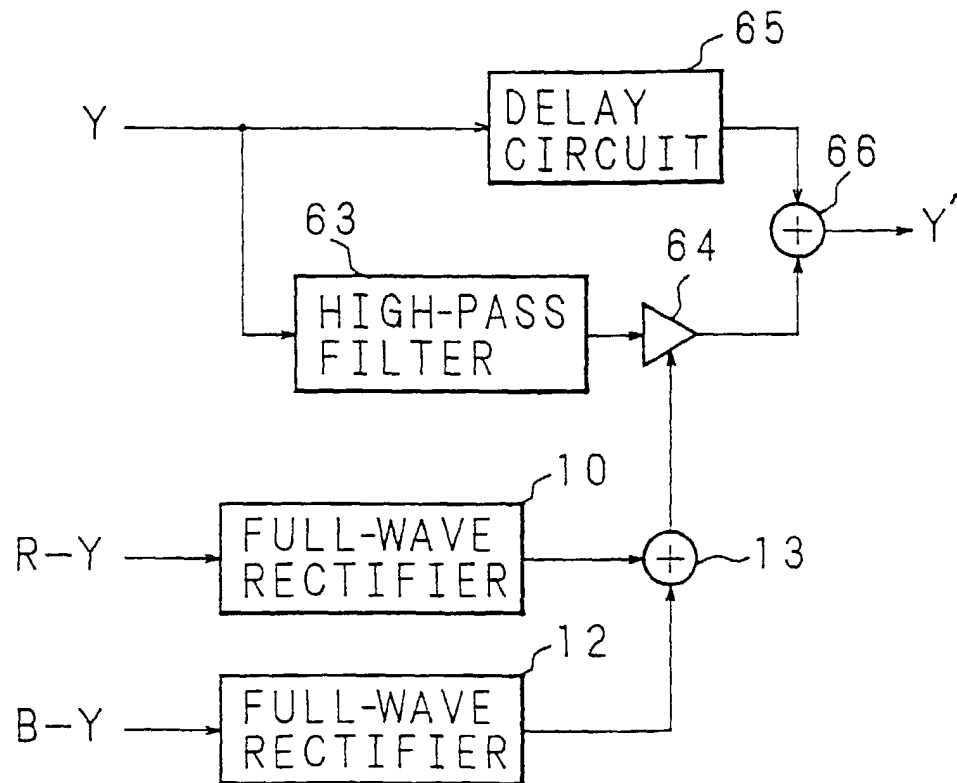 65
Y
DELAY
CIRCUIT
66
+
Y'
63
64
HIGH-PASS
FILTER
10
R-Y
FULL-WAVE
RECTIFIER
+
13
12
B-Y
FULL-WAVE
RECTIFIER